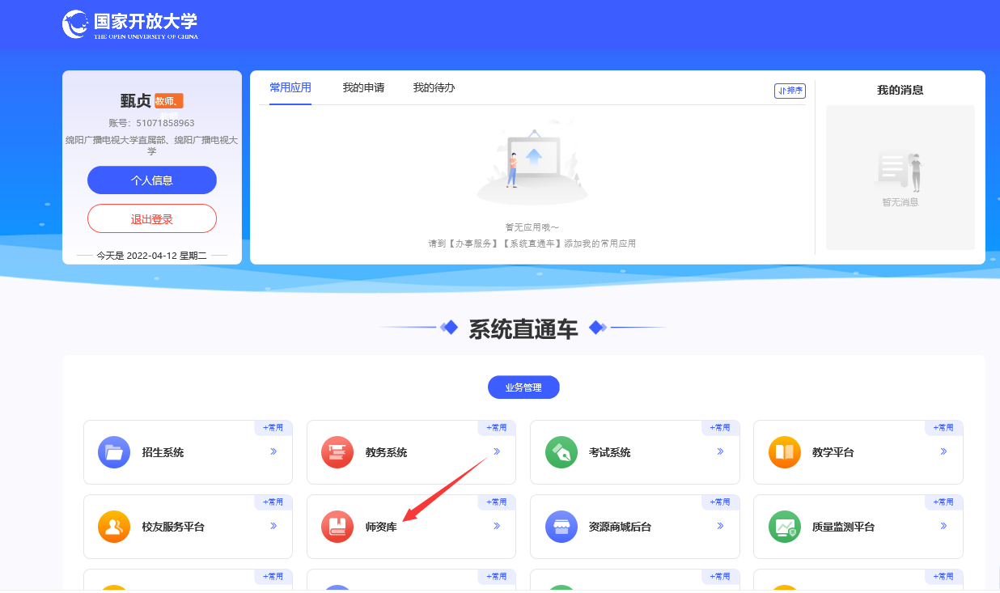 国家开放大学
THE OPEN UNIVERSITY OF CHINA
甄贞 教师、
账号：51071858963
绵阳广播电视大学直属部、绵阳广播电视大
学
个人信息
退出登录
今天是 2022-04-12 星期二
常用应用 我的申请 我的待办
排序
暂无应用哦～
请到【办事服务】【系统直通车】添加我的常用应用
我的消息
暂无消息
系统直通车
业务管理
+常用 +常用 +常用 +常用
招生系统 教务系统 考试系统 教学平台
+常用 +常用 +常用 +常用
校友服务平台 师资库 资源商城后台 质量监测平台
+常用 +常用 +常用 +常用